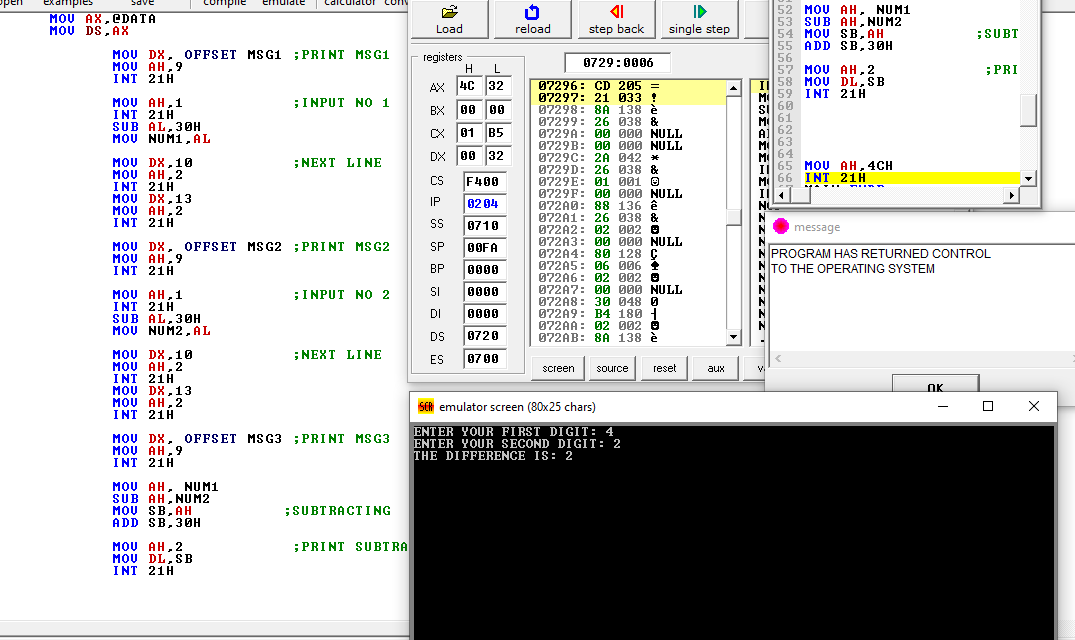 open examples save compile emulate calculator conv
MOV AX,@DATA
MOV DS,AX
MOV DX, OFFSET MSG1 ;PRINT MSG1
MOV AH,9
INT 21H
MOV AH,1 ;INPUT NO 1
INT 21H
SUB AL,30H
MOV NUM1,AL
MOV DX,10 ;NEXT LINE
MOV AH,2
INT 21H
MOV DX,13
MOV AH,2
INT 21H
MOV DX, OFFSET MSG2 ;PRINT MSG2
MOV AH,9
INT 21H
MOV AH,1 ;INPUT NO 2
INT 21H
SUB AL,30H
MOV NUM2,AL
MOV DX,10 ;NEXT LINE
MOV AH,2
INT 21H
MOV DX,13
MOV AH,2
INT 21H
MOV DX, OFFSET MSG3 ;PRINT MSG3
MOV AH,9
INT 21H
MOV AH, NUM1
SUB AH,NUM2
MOV SB,AH ;SUBTRACTING
ADD SB,30H
MOV AH,2 ;PRINT SUBTRA
MOV DL,SB
INT 21H
Load reload step back single step
registers
H L
AX 4C 32
BX 00 00
CX 01 B5
DX 00 32
CS F400
IP 0204
SS 0710
SP 00FA
BP 0000
SI 0000
DI 0000
DS 0720
ES 0700
0729:0006
07296: CD 205 =
07297: 21 033 !
07298: 8A 138 è
07299: 26 038 &
0729A: 00 000 NULL
0729B: 00 000 NULL
0729C: 2A 042 *
0729D: 26 038 &
0729E: 01 001 ☺
0729F: 00 000 NULL
072A0: 88 136 ê
072A1: 26 038 &
072A2: 02 002 ☻
072A3: 00 000 NULL
072A4: 80 128 Ç
072A5: 06 006 ♠
072A6: 02 002 ☻
072A7: 00 000 NULL
072A8: 30 048 0
072A9: B4 180 ┤
072AA: 02 002 ☻
072AB: 8A 138 è
screen source reset aux
52 MOV AH, NUM1
53 SUB AH,NUM2
54 MOV SB,AH ;SUBT
55 ADD SB,30H
56
57 MOV AH,2 ;PRI
58 MOV DL,SB
59 INT 21H
60
61
62
63
64
65 MOV AH,4CH
66 INT 21H
message
PROGRAM HAS RETURNED CONTROL
TO THE OPERATING SYSTEM
OK
emulator screen (80x25 chars)
ENTER YOUR FIRST DIGIT: 4
ENTER YOUR SECOND DIGIT: 2
THE DIFFERENCE IS: 2